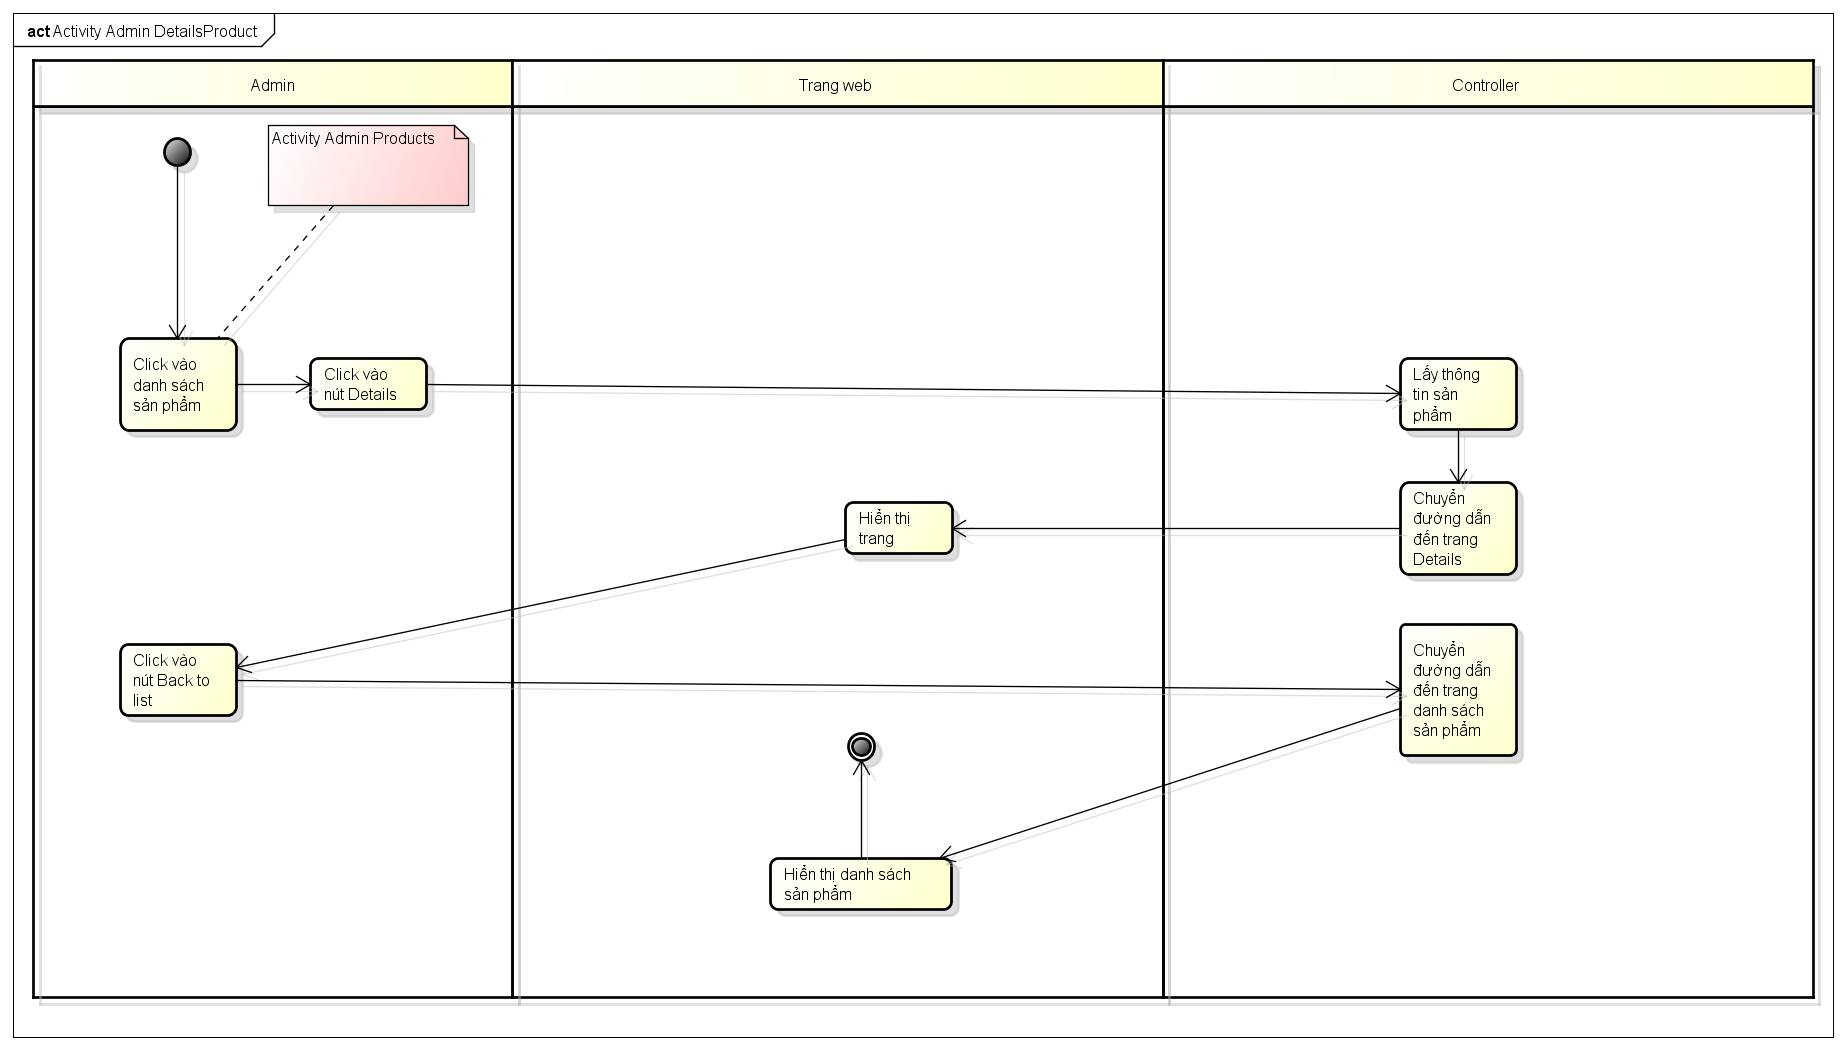 act Activity Admin DetailsProduct
Admin
Trang web
Controller
Activity Admin Products
Click vào
danh sách
sản phẩm
Click vào
nút Details
Lấy thông
tin sản
phẩm
Chuyển
đường dẫn
đến trang
Details
Hiển thị
trang
Click vào
nút Back to
list
Chuyển
đường dẫn
đến trang
danh sách
sản phẩm
Hiển thị danh sách
sản phẩm